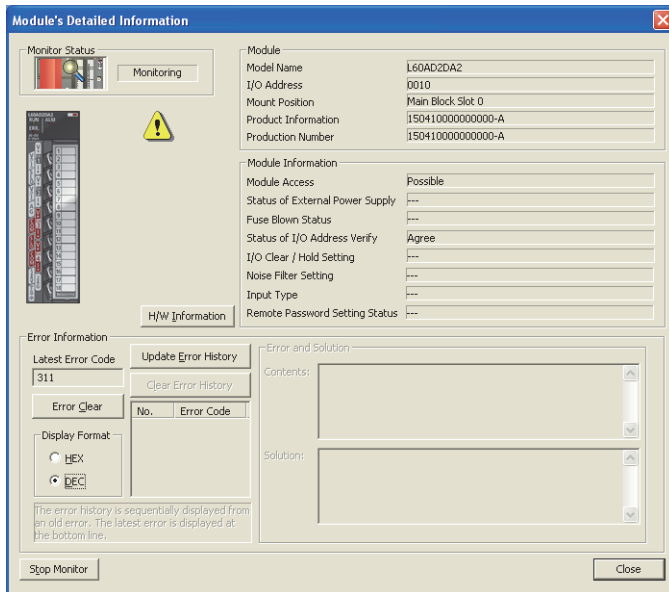 Module's Detailed Information
Monitor Status
Monitoring
Module
Model Name L60AD2DA2
I/O Address 0010
Mount Position Main Block Slot 0
Product Information 150410000000000-A
Production Number 150410000000000-A
Module Information
Module Access Possible
Status of External Power Supply ---
Fuse Blown Status ---
Status of I/O Address Verify Agree
I/O Clear / Hold Setting ---
Noise Filter Setting ---
Input Type ---
Remote Password Setting Status ---
H/W Information
Error Information
Latest Error Code
311
Error Clear
Display Format
HEX
DEC
Update Error History
Clear Error History
No. Error Code
The error history is sequentially displayed from
an old error. The latest error is displayed at
the bottom line.
Error and Solution
Contents:
Solution:
Stop Monitor
Close